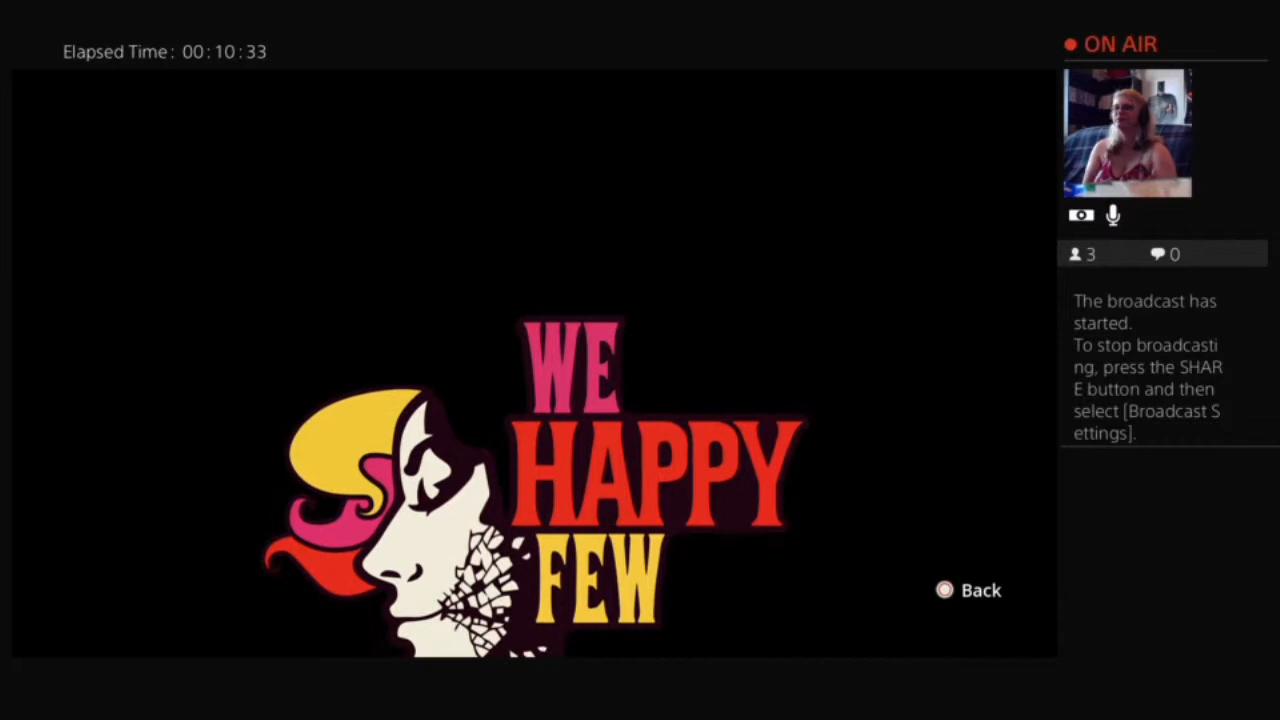 Elapsed Time: 00:10:33
ON AIR
3
0
The broadcast has
started.
To stop broadcasti
ng, press the SHAR
E button and then
select [Broadcast S
ettings].
WE
HAPPY
FEW
Back